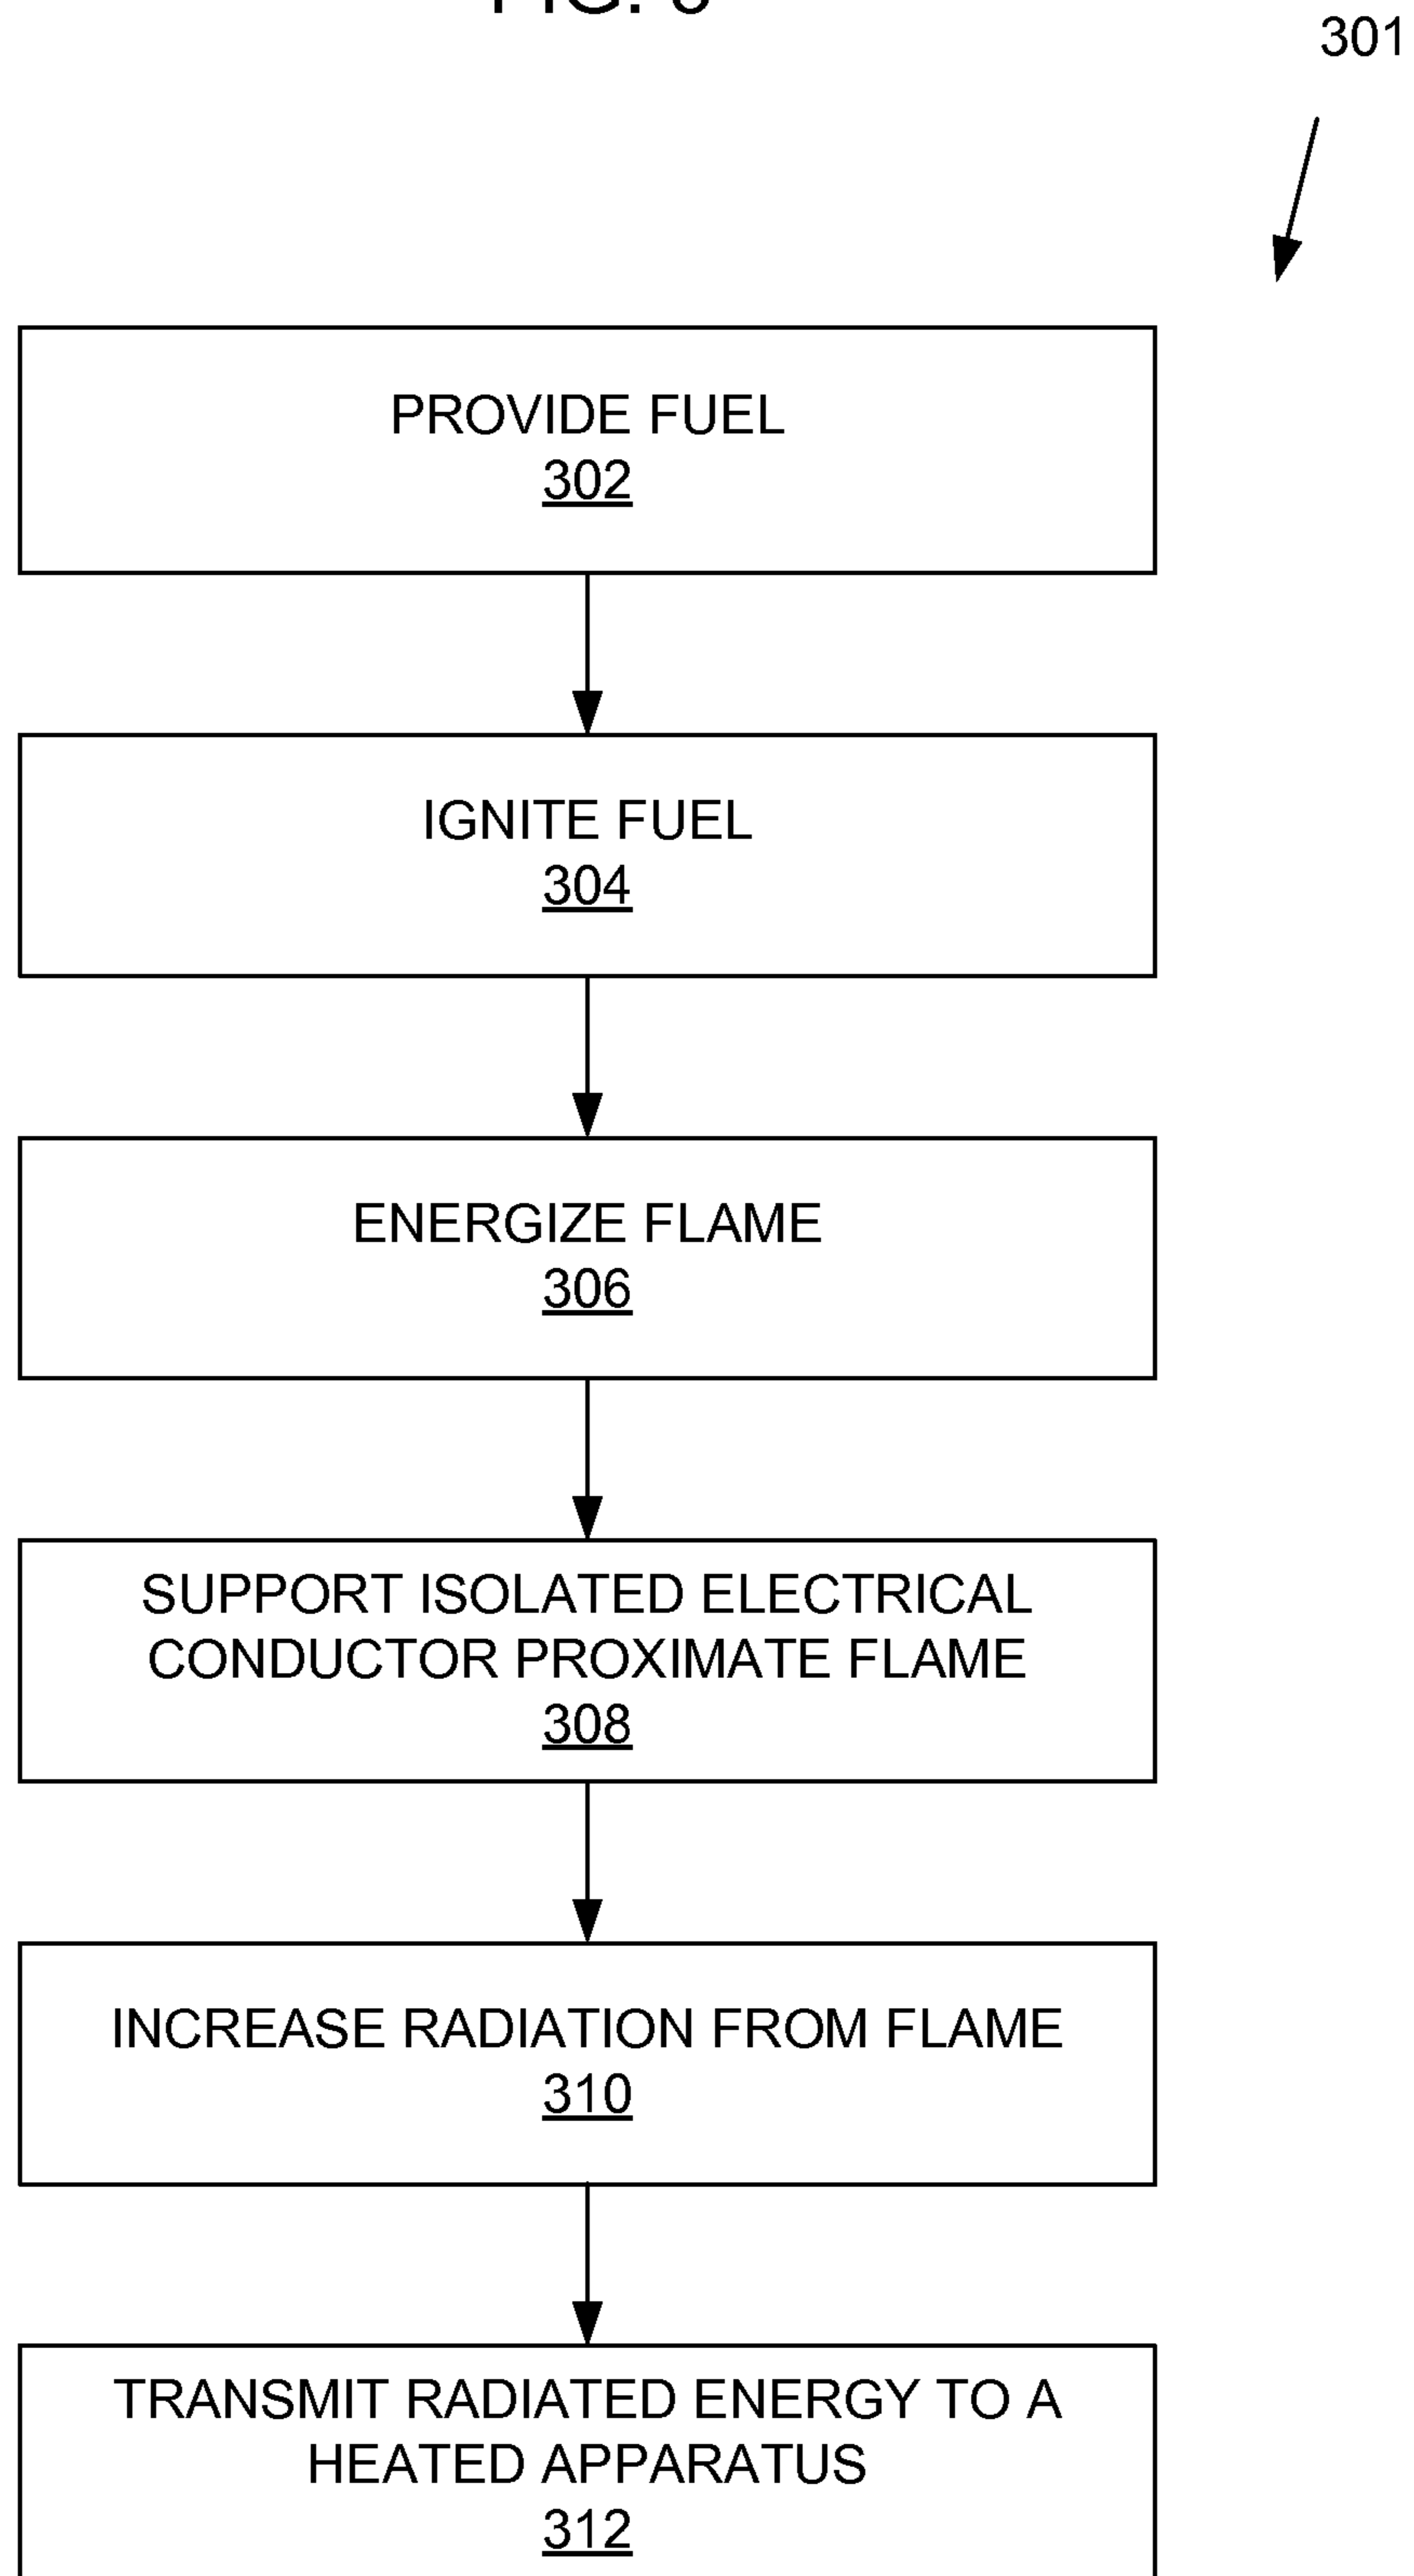 FIG.
301
PROVIDE FUEL
302
IGNITE FUEL
304
ENERGIZE FLAME
306
SUPPORT ISOLATED ELECTRICAL
CONDUCTOR PROXIMATE FLAME
308
INCREASE RADIATION FROM FLAME
310
TRANSMIT RADIATED ENERGY TO A
HEATED APPARATUS
312